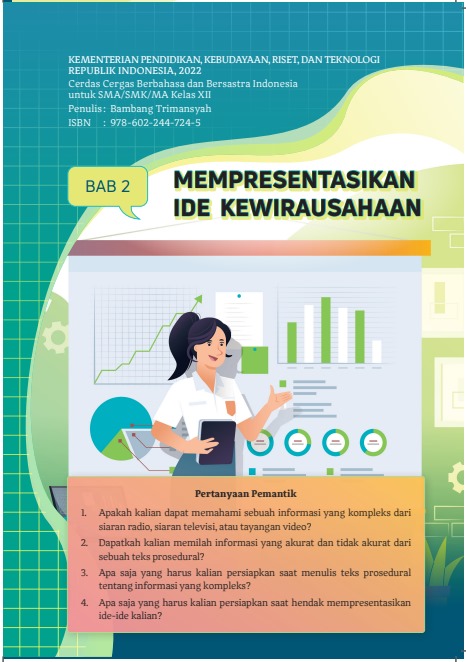 KEMENTERIAN PENDIDIKAN, KEBUDAYAAN, RISET, DAN TEKNOLOGI
REPUBLIK INDONESIA, 2022
Cerdas Cergas Berbahasa dan Bersastra Indonesia
untuk SMA/SMK/MA Kelas XII
Penulis : Bambang Trimansyah
ISBN : 978-602-244-724-5
BAB 2
MEMPRESENTASIKAN
IDE KEWIRAUSAHAAN
Pertanyaan Pemantik
1. Apakah kalian dapat memahami sebuah informasi yang kompleks dari
siaran radio, siaran televisi, atau tayangan video?
2. Dapatkah kalian memilah informasi yang akurat dan tidak akurat dari
sebuah teks prosedural?
3. Apa saja yang harus kalian persiapkan saat menulis teks prosedural
tentang informasi yang kompleks?
4. Apa saja yang harus kalian persiapkan saat hendak mempresentasikan
ide-ide kalian?